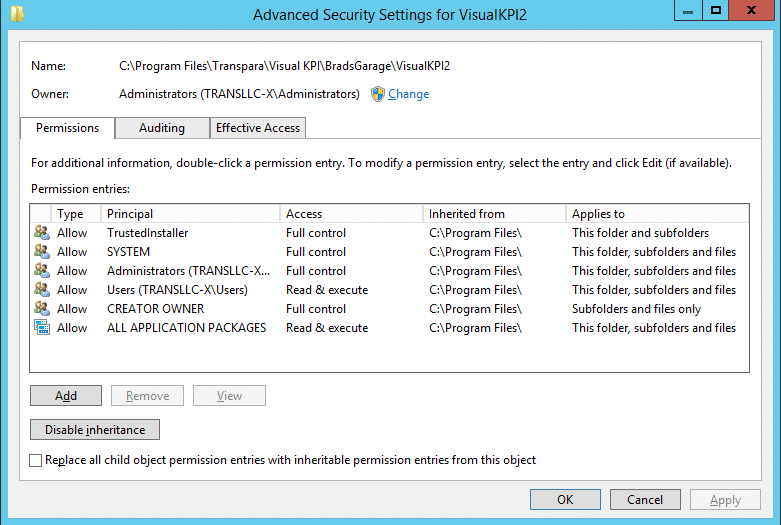 Advanced Security Settings for VisualKPI2
Name: C:\Program Files\Transpara\Visual KPI\BradsGarage\VisualKPI2
Owner: Administrators (TRANSLLC-X\Administrators) Change
Permissions Auditing Effective Access
For additional information, double-click a permission entry. To modify a permission entry, select the entry and click Edit (if available).
Permission entries:
Type Principal Access Inherited from Applies to
Allow TrustedInstaller Full control C:\Program Files\ This folder and subfolders
Allow SYSTEM Full control C:\Program Files\ This folder, subfolders and files
Allow Administrators (TRANSLLC-X... Full control C:\Program Files\ This folder, subfolders and files
Allow Users (TRANSLLC-X\Users) Read & execute C:\Program Files\ This folder, subfolders and files
Allow CREATOR OWNER Full control C:\Program Files\ Subfolders and files only
Allow ALL APPLICATION PACKAGES Read & execute C:\Program Files\ This folder, subfolders and files
Add Remove View
Disable inheritance
Replace all child object permission entries with inheritable permission entries from this object
OK Cancel Apply